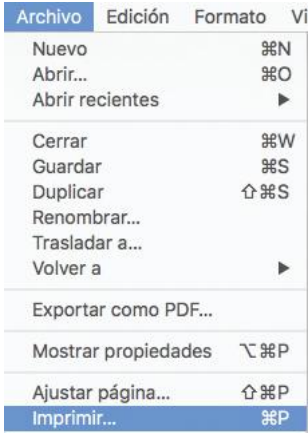 Archivo Edición Formato Vi
Nuevo ⌘N
Abrir... ⌘O
Abrir recientes ▶
Cerrar ⌘W
Guardar ⌘S
Duplicar ⇧⌘S
Renombrar...
Trasladar a...
Volver a ▶
Exportar como PDF...
Mostrar propiedades ⌥⌘P
Ajustar página... ⇧⌘P
Imprimir... ⌘P